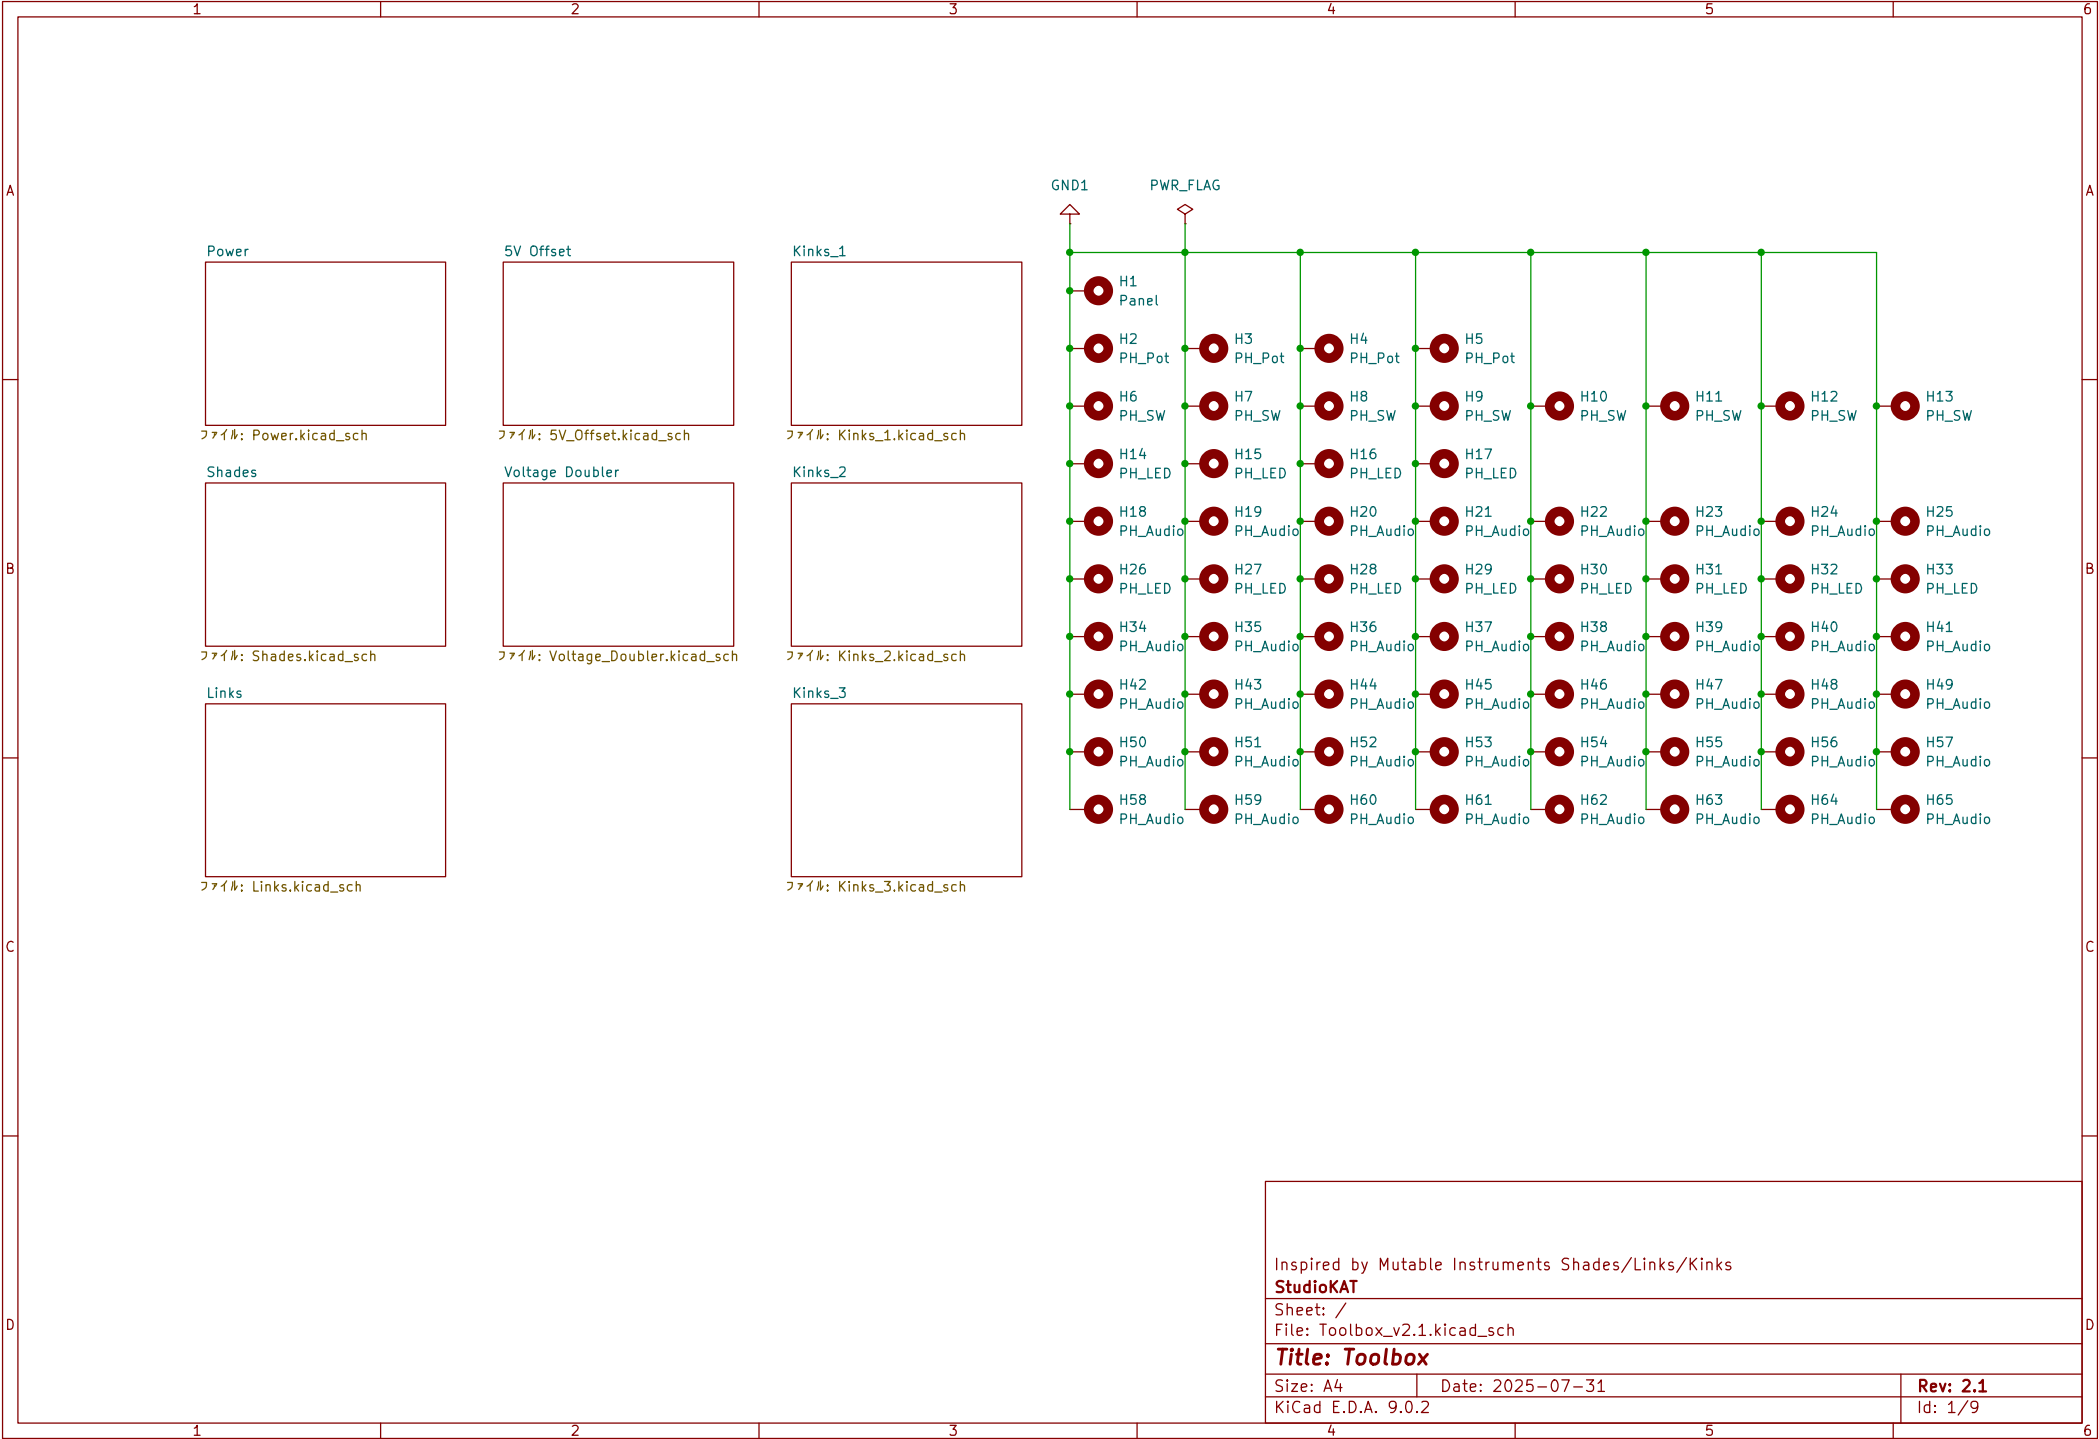 1 2 3 4 5 6
A A
B B
C C
D D
GND1 PWR_FLAG
Power 5V Offset Kinks_1
ファイル: Power.kicad_sch ファイル: 5V_Offset.kicad_sch ファイル: Kinks_1.kicad_sch
Shades Voltage Doubler Kinks_2
ファイル: Shades.kicad_sch ファイル: Voltage_Doubler.kicad_sch ファイル: Kinks_2.kicad_sch
Links Kinks_3
ファイル: Links.kicad_sch ファイル: Kinks_3.kicad_sch
H1
Panel
H2 H3 H4 H5
PH_Pot PH_Pot PH_Pot PH_Pot
H6 H7 H8 H9 H10 H11 H12 H13
PH_SW PH_SW PH_SW PH_SW PH_SW PH_SW PH_SW PH_SW
H14 H15 H16 H17
PH_LED PH_LED PH_LED PH_LED
H18 H19 H20 H21 H22 H23 H24 H25
PH_Audio PH_Audio PH_Audio PH_Audio PH_Audio PH_Audio PH_Audio PH_Audio
H26 H27 H28 H29 H30 H31 H32 H33
PH_LED PH_LED PH_LED PH_LED PH_LED PH_LED PH_LED PH_LED
H34 H35 H36 H37 H38 H39 H40 H41
PH_Audio PH_Audio PH_Audio PH_Audio PH_Audio PH_Audio PH_Audio PH_Audio
H42 H43 H44 H45 H46 H47 H48 H49
PH_Audio PH_Audio PH_Audio PH_Audio PH_Audio PH_Audio PH_Audio PH_Audio
H50 H51 H52 H53 H54 H55 H56 H57
PH_Audio PH_Audio PH_Audio PH_Audio PH_Audio PH_Audio PH_Audio PH_Audio
H58 H59 H60 H61 H62 H63 H64 H65
PH_Audio PH_Audio PH_Audio PH_Audio PH_Audio PH_Audio PH_Audio PH_Audio
Inspired by Mutable Instruments Shades/Links/Kinks
StudioKAT
Sheet: /
File: Toolbox_v2.1.kicad_sch
Title: Toolbox
Size: A4 Date: 2025-07-31 Rev: 2.1
KiCad E.D.A. 9.0.2 Id: 1/9
1 2 3 4 5 6